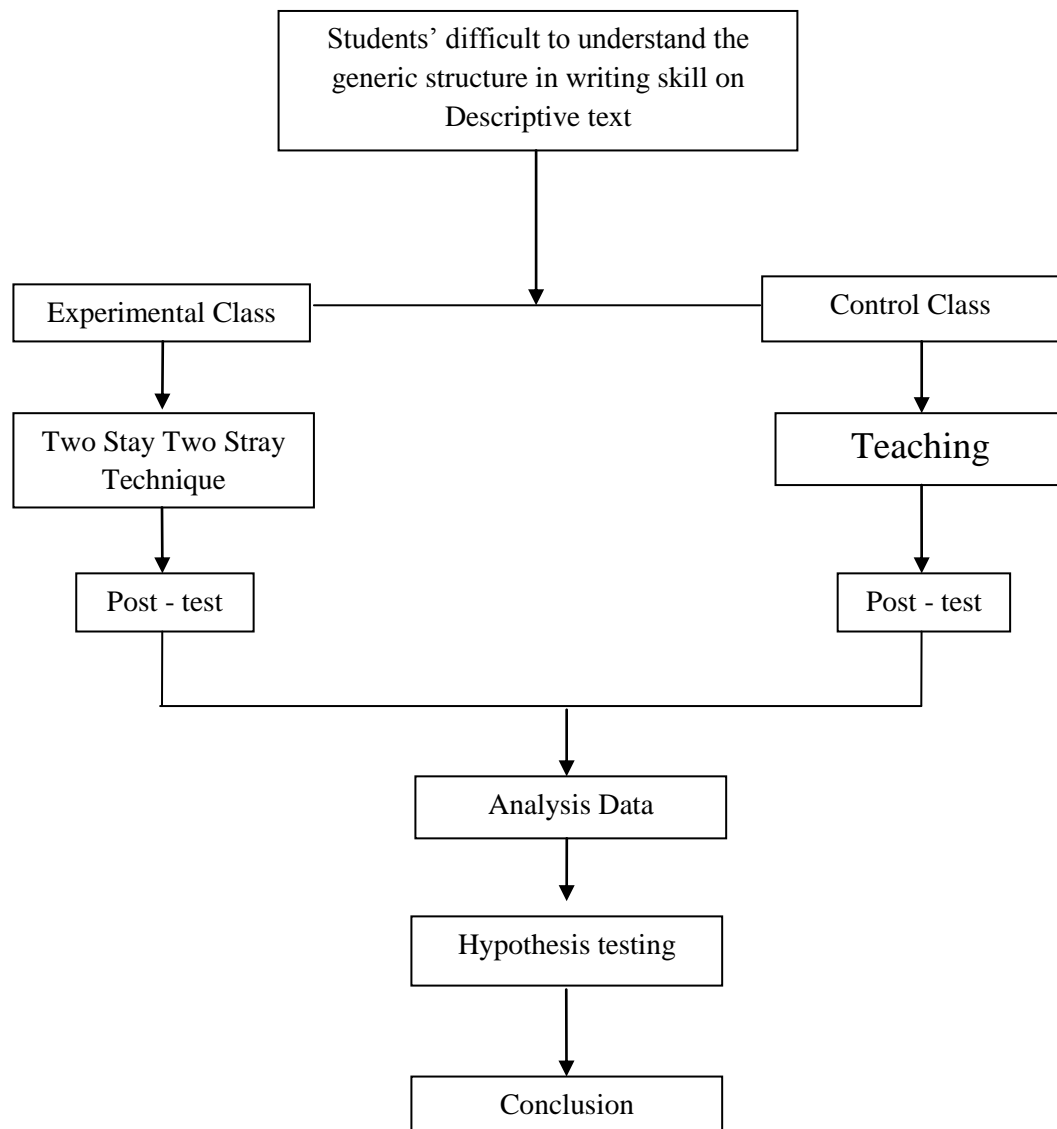 Students’ difficult to understand the
generic structure in writing skill on
Descriptive text
Experimental Class
Control Class
Two Stay Two Stray
Technique
Teaching
Post - test
Post - test
Analysis Data
Hypothesis testing
Conclusion